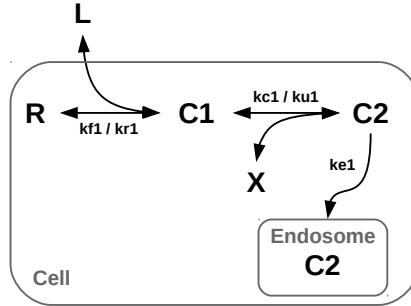 L
kc1 / ku1
R
C1
C2
kf1 / kr1
ke1
X
Endosome
C2
Cell